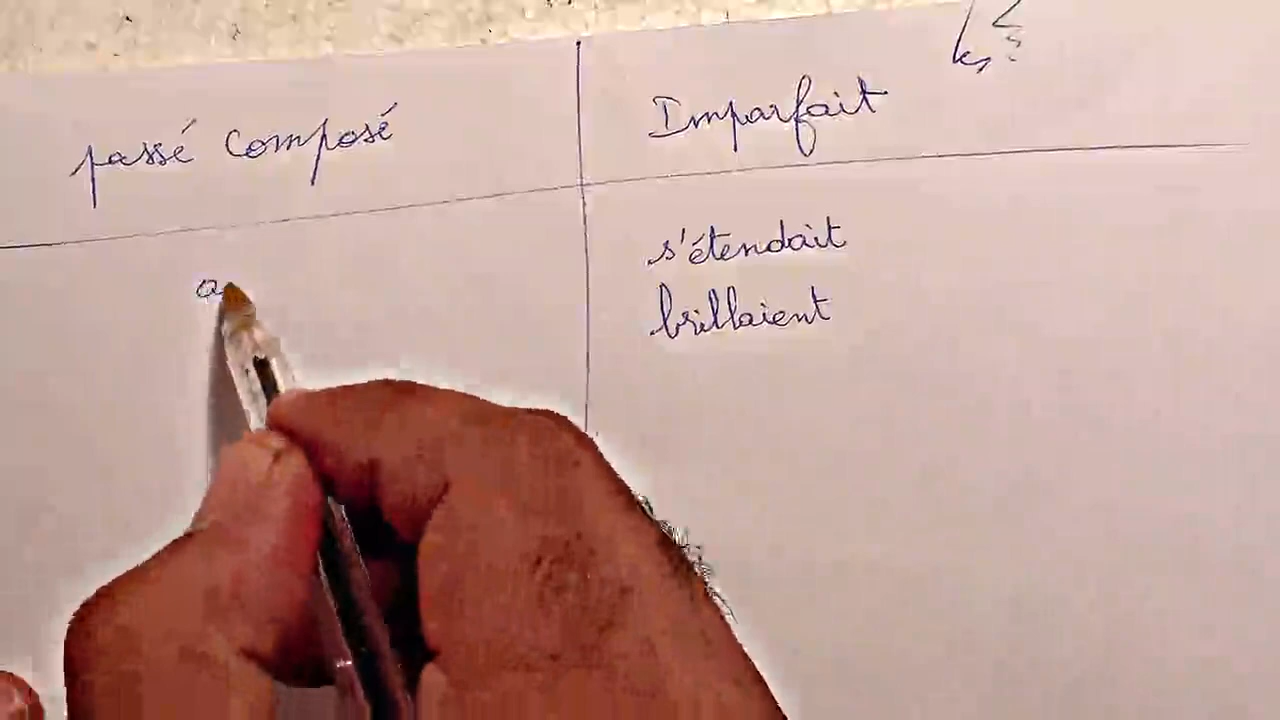 passé composé
Imparfait
a
s'étendait
brillaient